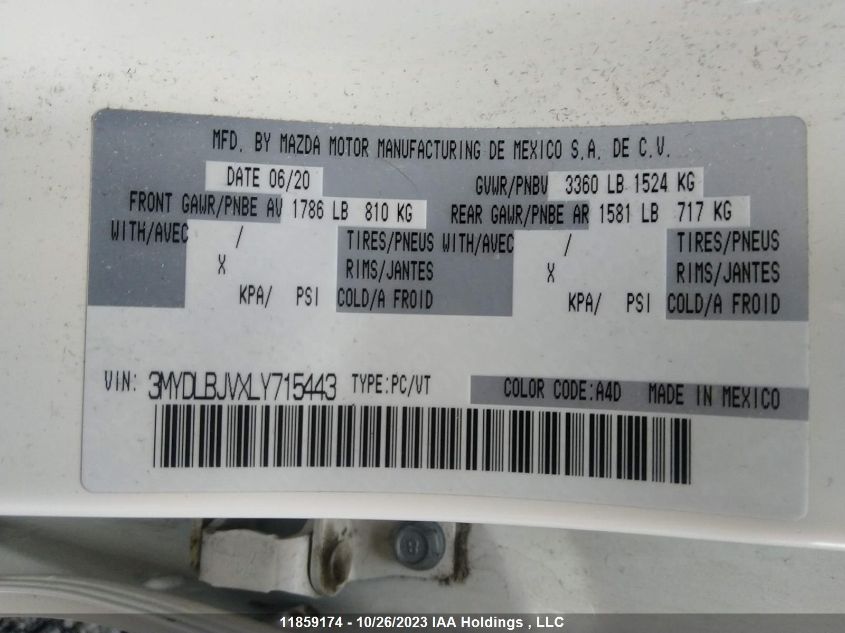 MFD. BY MAZDA MOTOR MANUFACTURING DE MEXICO S.A. DE C.V.
DATE 06/20 GVWR/PNBV 3360 LB 1524 KG
FRONT GAWR/PNBE AV 1786 LB 810 KG REAR GAWR/PNBE AR 1581 LB 717 KG
WITH/AVEC / TIRES/PNEUS WITH/AVEC / TIRES/PNEUS
X RIMS/JANTES X RIMS/JANTES
KPA/ PSI COLD/A FROID KPA/ PSI COLD/A FROID
VIN: 3MYDLBJVXLY715443 TYPE:PC/VT COLOR CODE:A4D MADE IN MEXICO
11859174 - 10/26/2023 IAA Holdings , LLC